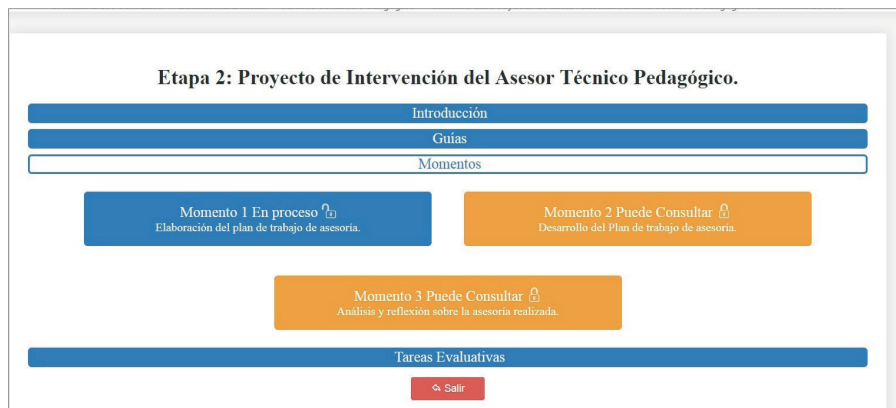 Etapa 2: Proyecto de Intervención del Asesor Técnico Pedagógico.
Introducción
Guías
Momentos
Momento 1 En proceso
Elaboración del plan de trabajo de asesoría.
Momento 2 Puede Consultar
Desarrollo del Plan de trabajo de asesoría.
Momento 3 Puede Consultar
Análisis y reflexión sobre la asesoría realizada.
Tareas Evaluativas
Salir